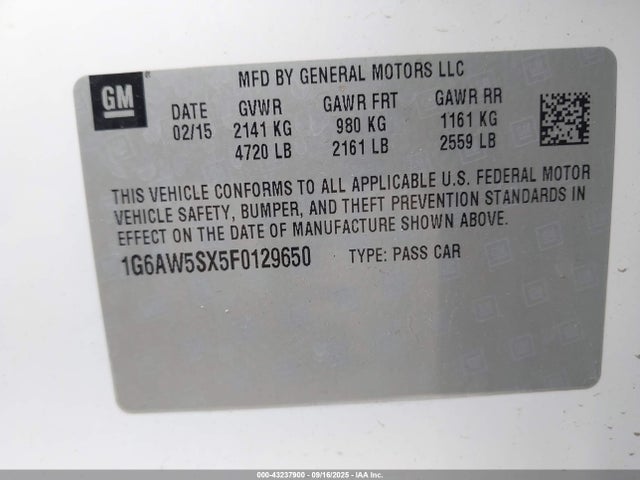 MFD BY GENERAL MOTORS LLC
GM
DATE GVWR GAWR FRT GAWR RR
02/15 2141 KG 980 KG 1161 KG
4720 LB 2161 LB 2559 LB
THIS VEHICLE CONFORMS TO ALL APPLICABLE U.S. FEDERAL MOTOR
VEHICLE SAFETY, BUMPER, AND THEFT PREVENTION STANDARDS IN
EFFECT ON THE DATE OF MANUFACTURE SHOWN ABOVE.
1G6AW5SX5F0129650 TYPE: PASS CAR
000-43237900 - 09/16/2025 - IAA Inc.